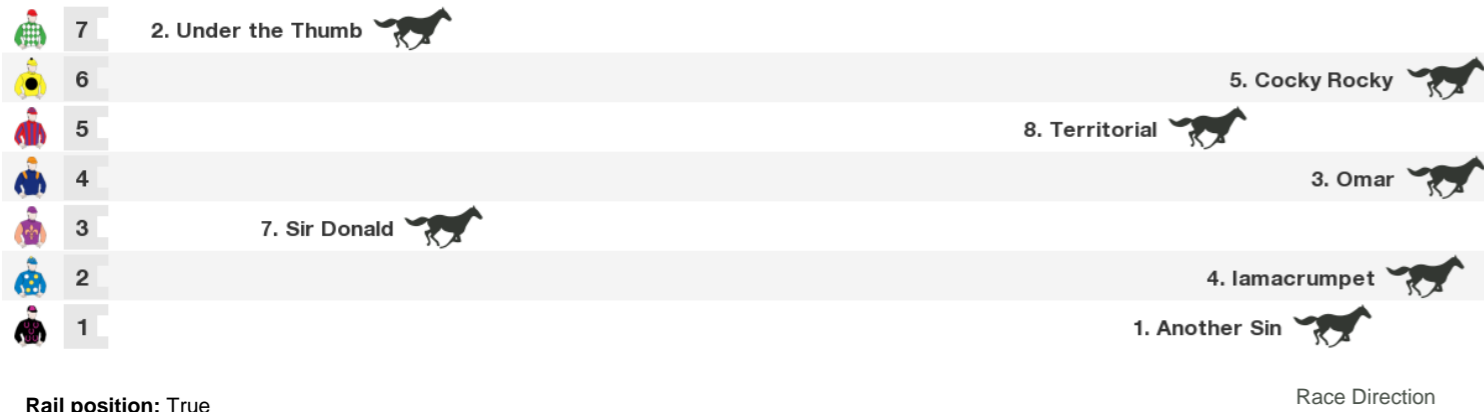 7 2. Under the Thumb
6 5. Cocky Rocky
5 8. Territorial
4 3. Omar
3 7. Sir Donald
2 4. Iamacrumpet
1 1. Another Sin
Race Direction
Rail position: True